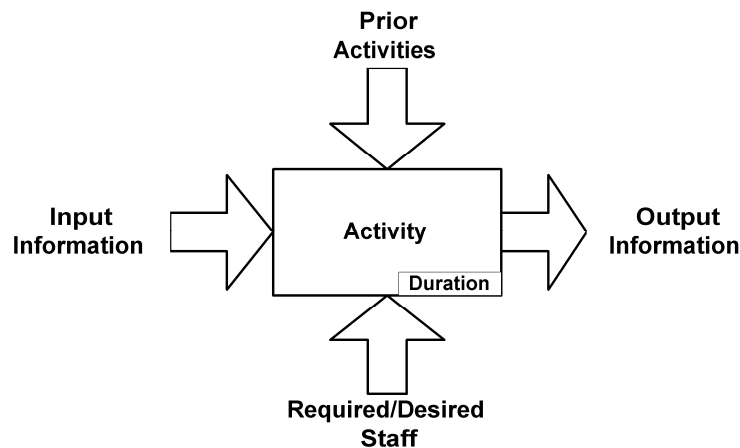 Prior
Activities
Input
Information
Activity
Output
Information
Duration
Required/Desired
Staff